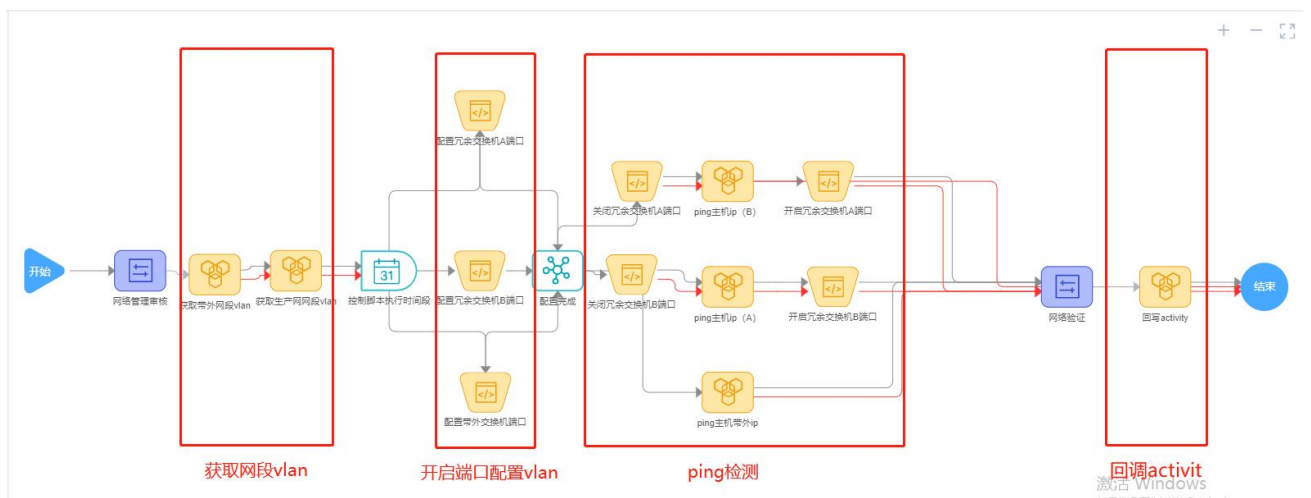 配置冗余交换机A端口
关闭冗余交换机A端口
ping主机ip（B）
开启冗余交换机A端口
开始
网络管理审核
获取带外网段vlan
获取生产网网段vlan
31
控制脚本执行时间段
配置冗余交换机B端口
配置完成
关闭冗余交换机B端口
ping主机ip（A）
开启冗余交换机B端口
网络验证
回写activity
结束
配置带外交换机端口
ping主机带外ip
获取网段vlan
开启端口配置vlan
ping检测
回调activit
激活 Windows